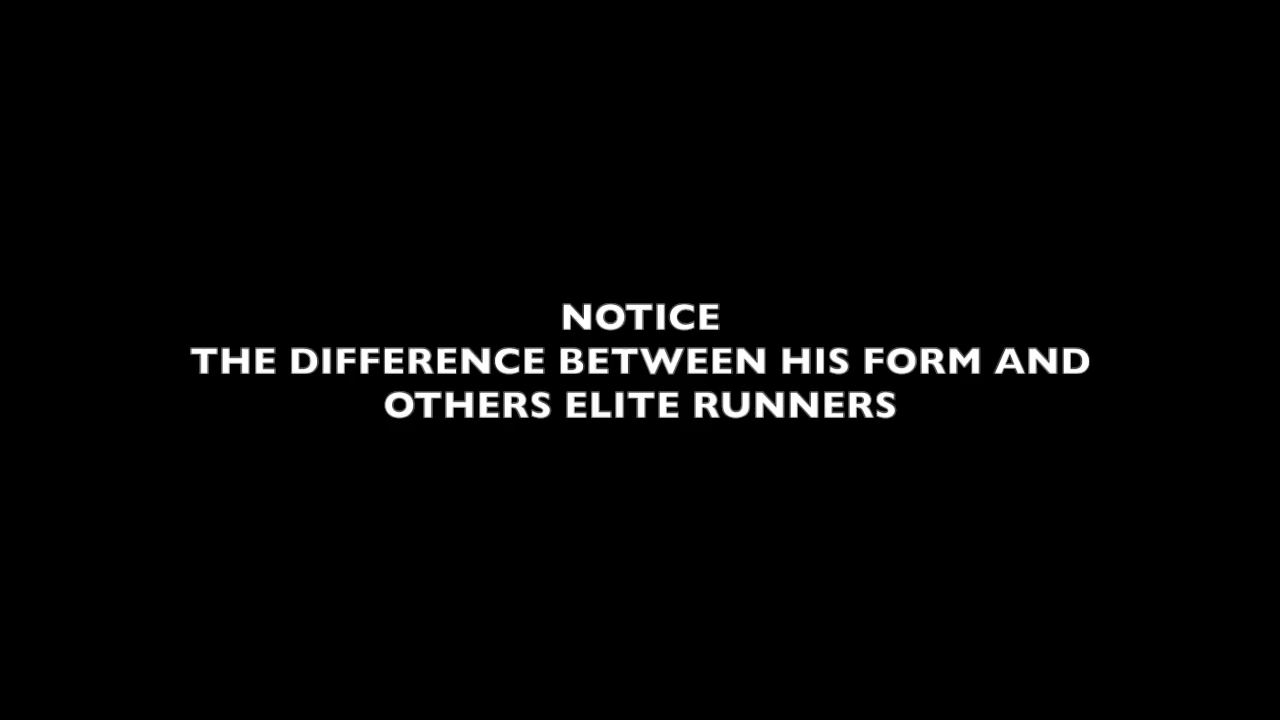 NOTICE
THE DIFFERENCE BETWEEN HIS FORM AND
OTHERS ELITE RUNNERS